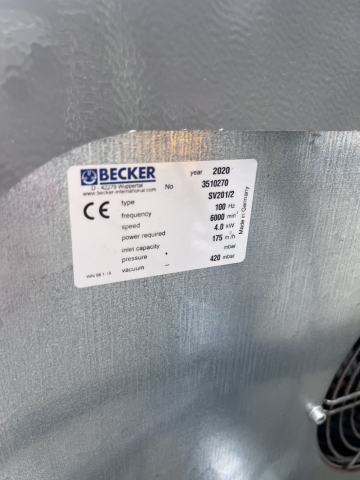 BECKER
D - 42279 Wuppertal
www.becker-international.com
year 2020
No 3510270
CE
type SV201/2
frequency 100 Hz
speed 6000 min⁻¹
power required 4.0 kW
inlet capacity 175 m³/h
pressure + mbar
vacuum – 420 mbar
Made in Germany